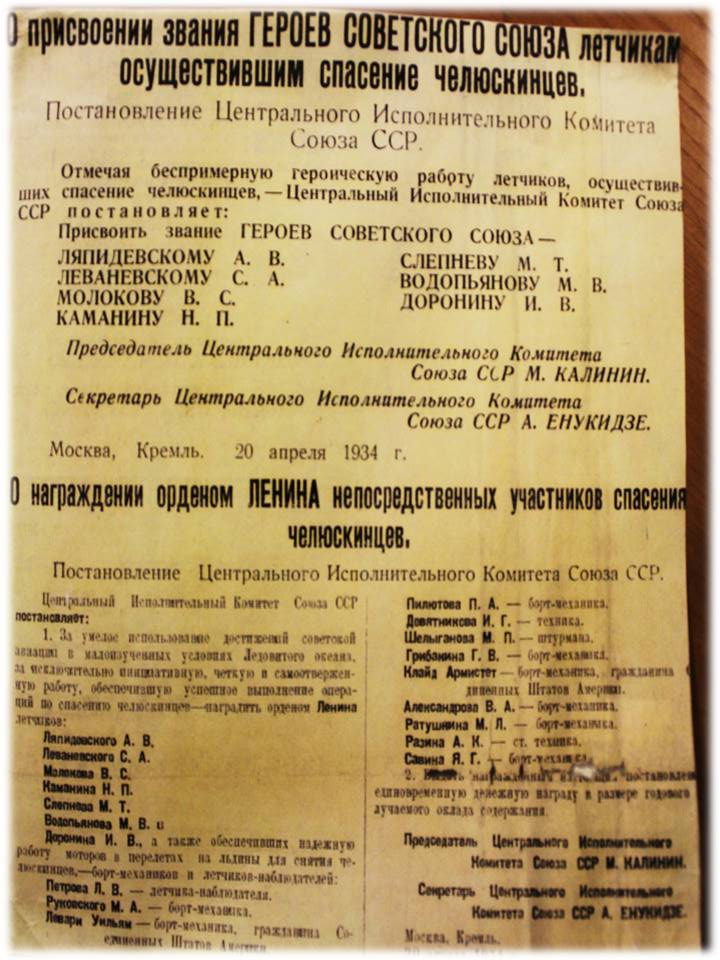 О присвоении звания ГЕРОЕВ СОВЕТСКОГО СОЮЗА летчикам
осуществившим спасение челюскинцев.
Постановление Центрального Исполнительного Комитета
Союза ССР.
Отмечая беспримерную героическую работу летчиков, осуществив-
ших спасение челюскинцев,—Центральный Исполнительный Комитет Союза
ССР постановляет:
Присвоить звание ГЕРОЕВ СОВЕТСКОГО СОЮЗА—
ЛЯПИДЕВСКОМУ А. В.
ЛЕВАНЕВСКОМУ С. А.
МОЛОКОВУ В. С.
КАМАНИНУ Н. П.
СЛЕПНЕВУ М. Т.
ВОДОПЬЯНОВУ М. В.
ДОРОНИНУ И. В.
Председатель Центрального Исполнительного Комитета
Союза ССР М. КАЛИНИН.
Секретарь Центрального Исполнительного Комитета
Союза ССР А. ЕНУКИДЗЕ.
Москва, Кремль. 20 апреля 1934 г.
О награждении орденом ЛЕНИНА непосредственных участников спасения
челюскинцев.
Постановление Центрального Исполнительного Комитета Союза ССР.
Центральный Исполнительный Комитет Союза ССР
постановляет:
1. За умелое использование достижений советской
авиации в малоизученных условиях Ледовитого океана,
за исключительно инициативную, четкую и самоотвержен-
ную работу, обеспечившую успешное выполнение опера-
ций по спасению челюскинцев—наградить орденом Ленина
летчиков:
Ляпидевского А. В.
Леваневского С. А.
Молокова В. С.
Каманина Н. П.
Слепнева М. Т.
Водопьянова М. В. и
Доронина И. В., а также обеспечивших надежную
работу моторов в перелетах на льдины для снятия че-
люскинцев,—борт-механиков и летчиков-наблюдателей:
Петрова Л. В. — летчика-наблюдателя.
Руковского М. А. — борт-механика.
Левари Уильям — борт-механика, гражданина Со-
единенных Штатов Америки.
Пилютова П. А. — борт-механика.
Девятникова И. Г. — техника.
Шелыганова М. П. — штурмана.
Грибакина Г. В. — борт-механика.
Клайд Армистет — борт-механика, гражданина С
единенных Штатов Америки.
Александрова В. А. — борт-механика.
Ратушкина М. Л. — борт-механика.
Разина А. К. — ст. техника.
Савина Я. Г. — борт-механика.
2. награжденным постановле
единовременную денежную награду в размере годового
лучаемого оклада содержания.
Председатель Центрального Исполнительного
Комитета Союза ССР М. КАЛИНИН.
Секретарь Центрального Исполнительного
Комитета Союза ССР А. ЕНУКИДЗЕ.
Москва, Кремль.